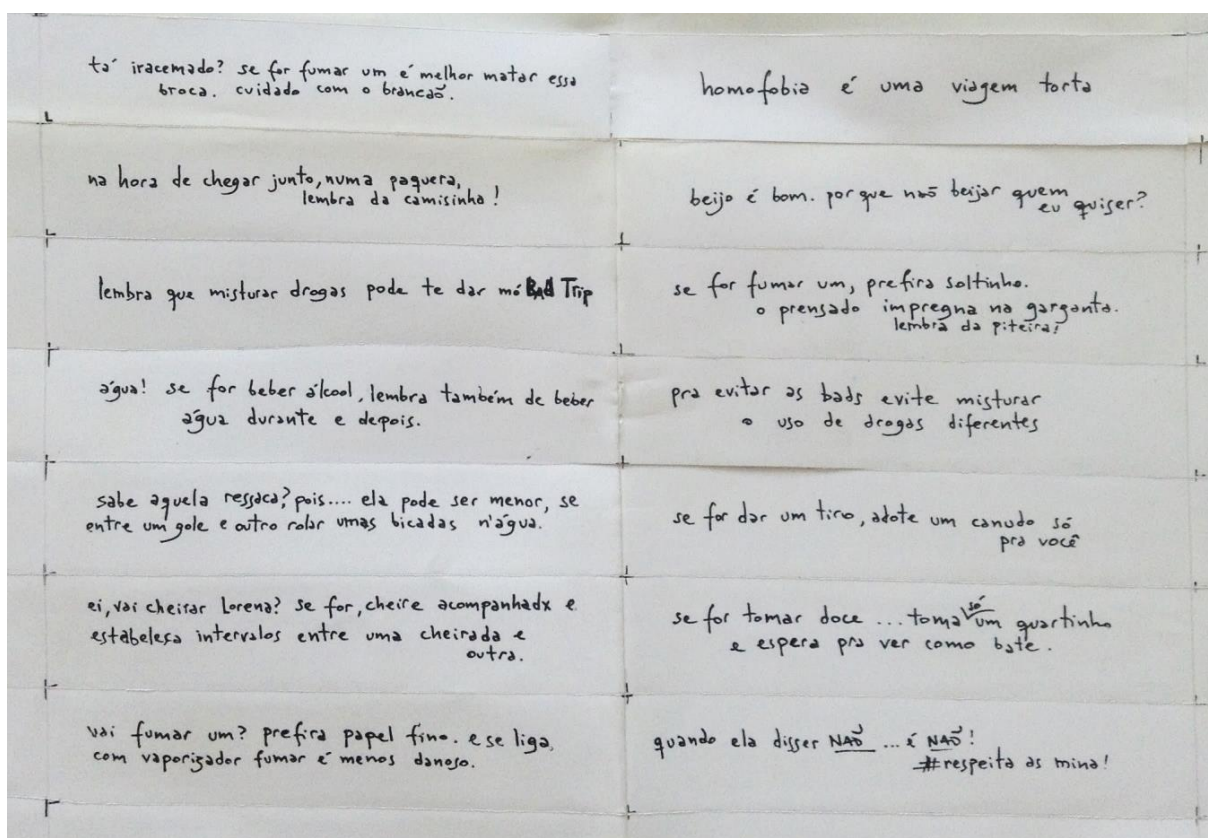 ta' iracemado? se for fumar um é melhor matar essa
broca. cuidado com o brancão.
na hora de chegar junto, numa paquera,
lembra da camisinha!
lembra que misturar drogas pode te dar mó BAd Trip
água! se for beber álcool, lembra também de beber
água durante e depois.
sabe aquela ressaca? pois.... ela pode ser menor, se
entre um gole e outro rolar umas bicadas n'água.
ei, vai cheirar Lorena? se for, cheire acompanhadx e
estabeleça intervalos entre uma cheirada e
outra.
vai fumar um? prefira papel fino. e se liga,
com vaporizador fumar é menos danoso.
homofobia é uma viagem torta
beijo é bom. por que não beijar quem
eu quiser?
se for fumar um, prefira soltinho.
o prensado impregna na garganta.
lembra da piteira!
pra evitar as bads evite misturar
o uso de drogas diferentes
se for dar um tiro, adote um canudo só
pra você
se for tomar doce ... toma só um quartinho
e espera pra ver como bate.
quando ela disser NÃO ... é NÃO!
#respeita as mina!